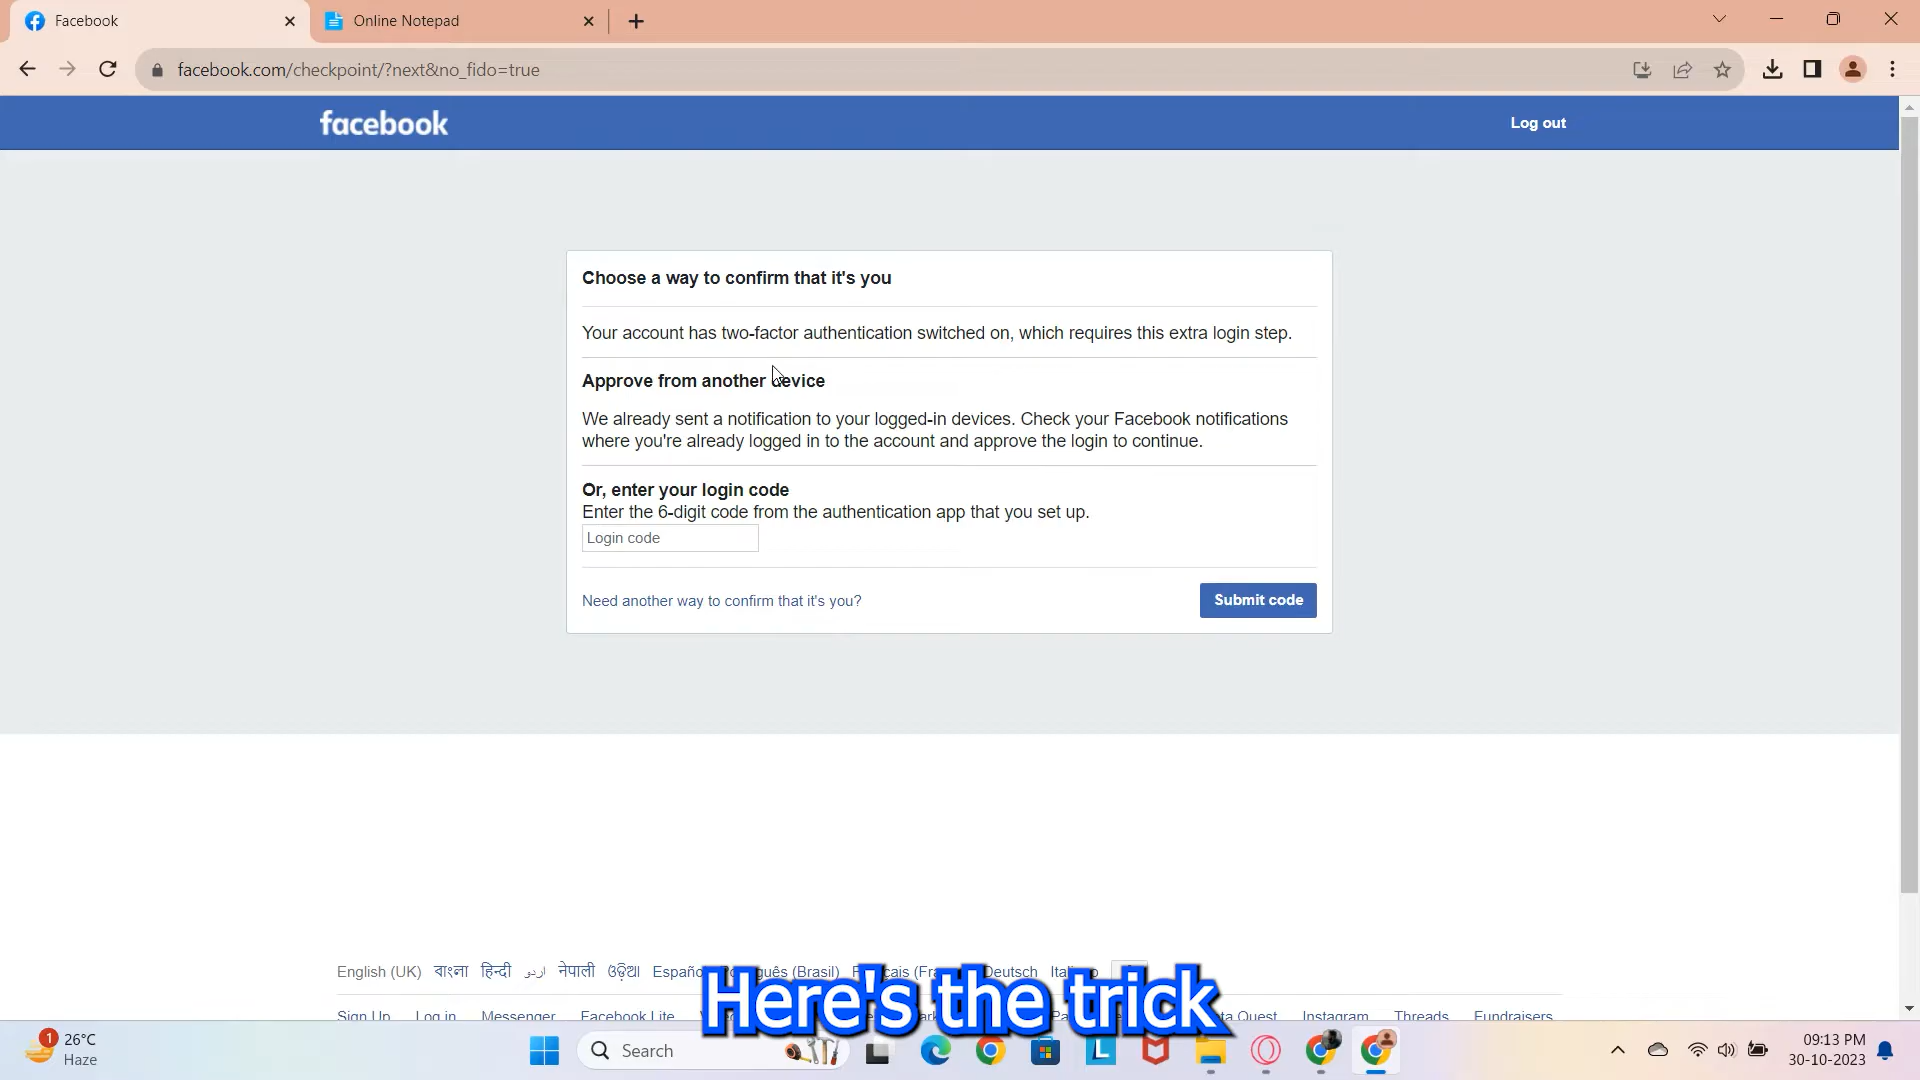 Facebook
Online Notepad
facebook.com/checkpoint/?next&no_fido=true
facebook
Log out
Choose a way to confirm that it's you
Your account has two-factor authentication switched on, which requires this extra login step.
Approve from another device
We already sent a notification to your logged-in devices. Check your Facebook notifications
where you're already logged in to the account and approve the login to continue.
Or, enter your login code
Enter the 6-digit code from the authentication app that you set up.
Login code
Need another way to confirm that it's you?
Submit code
English (UK) বাংলা हिन्दी اردو नेपाली ଓଡ଼ିଆ Españo (Brasil) Deutsch
Here's the trick
Sign Up Log in Messenger Facebook Lite Quest Instagram Threads Fundraisers
1
26°C
Haze
Search
09:13 PM
30-10-2023